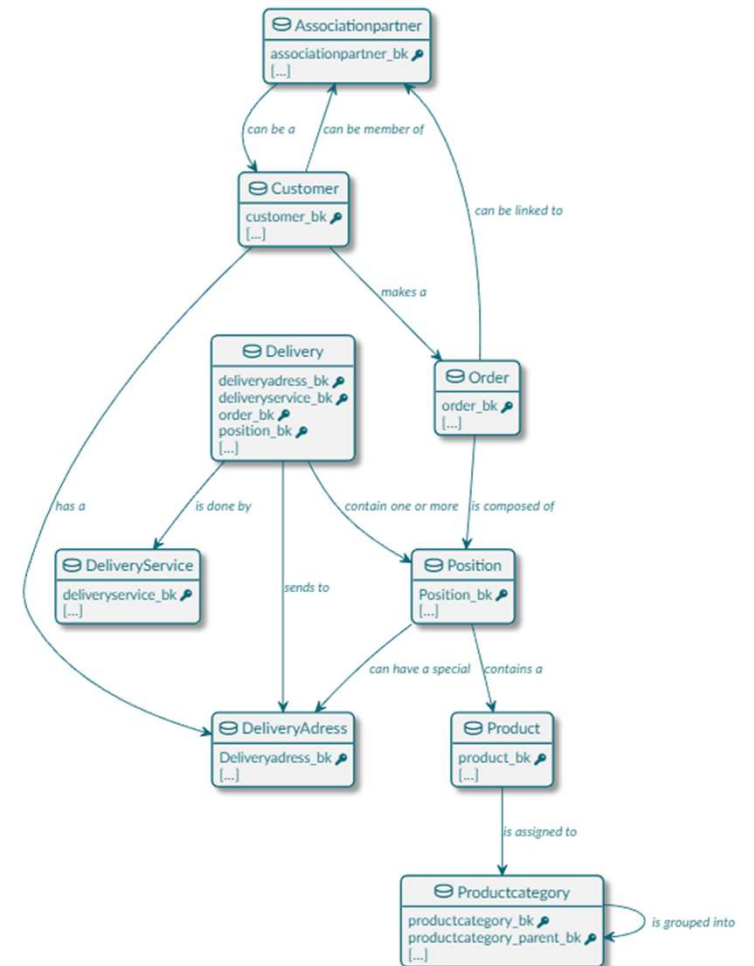 Associationpartner
associationpartner_bk
[...]
can be a
can be member of
Customer
customer_bk
[...]
can be linked to
makes a
Delivery
deliveryadress_bk
deliveryservice_bk
order_bk
position_bk
[...]
Order
order_bk
[...]
has a
is done by
contain one or more
is composed of
DeliveryService
deliveryservice_bk
[...]
sends to
Position
Position_bk
[...]
can have a special
contains a
DeliveryAdress
Deliveryadress_bk
[...]
Product
product_bk
[...]
is assigned to
Productcategory
productcategory_bk
productcategory_parent_bk
[...]
is grouped into